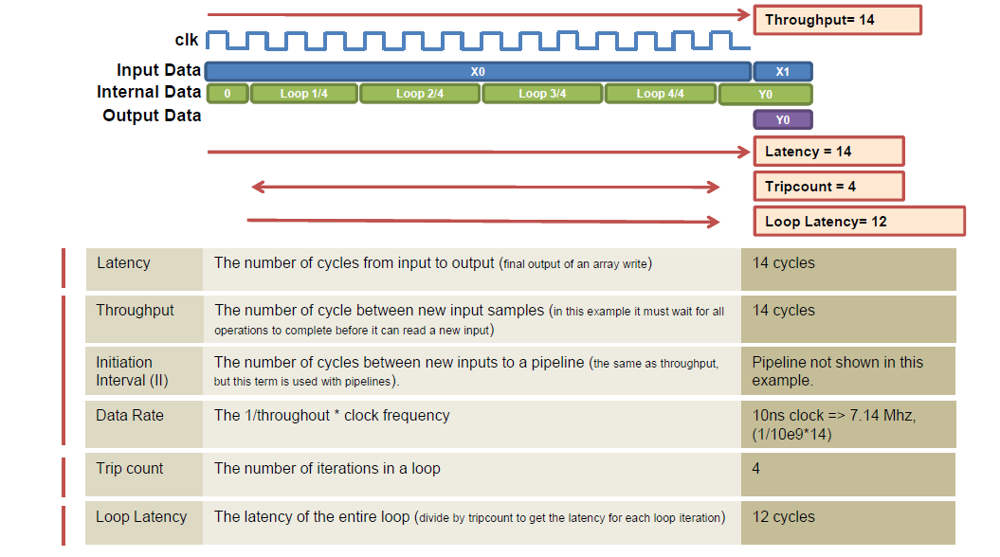 Throughput= 14
clk
Input Data X0 X1
Internal Data 0 Loop 1/4 Loop 2/4 Loop 3/4 Loop 4/4 Y0
Output Data Y0
Latency = 14
Tripcount = 4
Loop Latency= 12
Latency The number of cycles from input to output (final output of an array write) 14 cycles
Throughput The number of cycle between new input samples (in this example it must wait for all 14 cycles
operations to complete before it can read a new input)
Initiation The number of cycles between new inputs to a pipeline (the same as throughput, Pipeline not shown in this
Interval (II) but this term is used with pipelines). example.
Data Rate The 1/throughout * clock frequency 10ns clock => 7.14 Mhz,
(1/10e9*14)
Trip count The number of iterations in a loop 4
Loop Latency The latency of the entire loop (divide by tripcount to get the latency for each loop iteration) 12 cycles